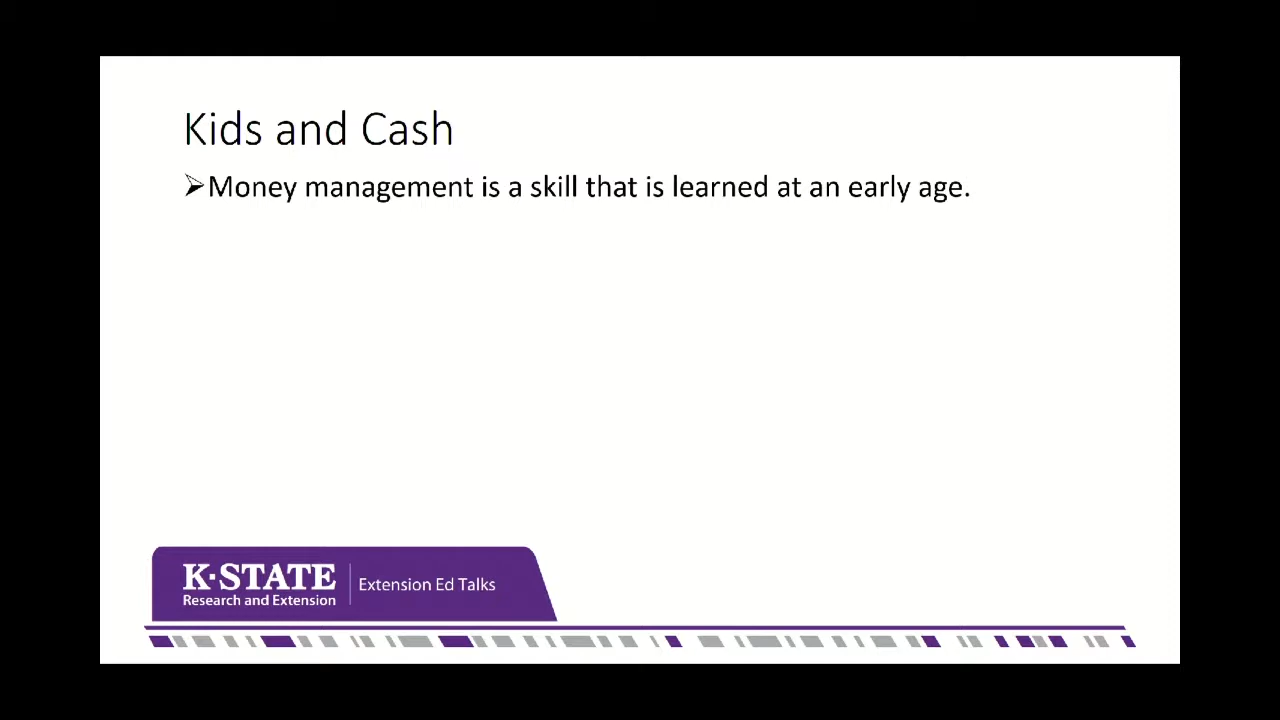 Kids and Cash
➢Money management is a skill that is learned at an early age.
K·STATE
Research and Extension
Extension Ed Talks